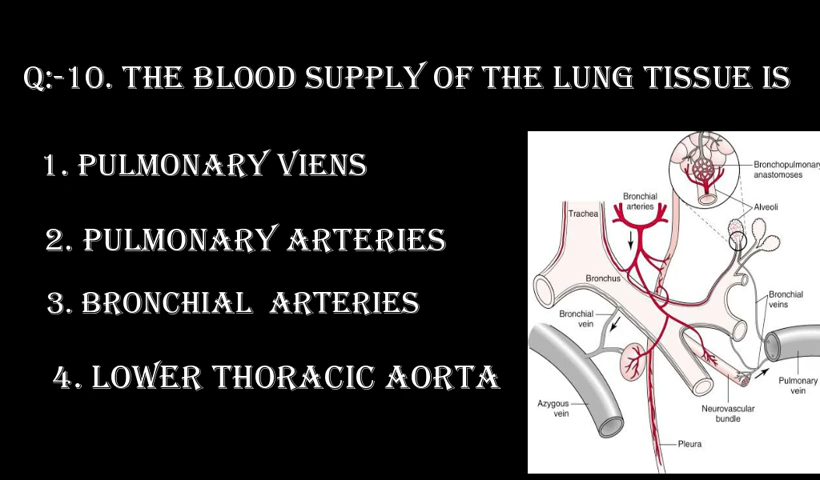 Q:-10. THE BLOOD SUPPLY OF THE LUNG TISSUE IS
1. PULMONARY VIENS
2. PULMONARY ARTERIES
3. BRONCHIAL ARTERIES
4. LOWER THORACIC AORTA
Bronchopulmonary
anastomoses
Bronchial
arteries
Alveoli
Trachea
Bronchus
Bronchial
veins
Bronchial
vein
Pulmonary
vein
Azygous
vein
Neurovascular
bundle
Pleura